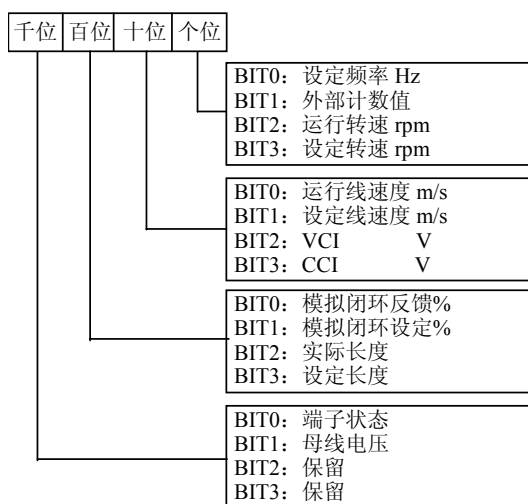 千位 百位 十位 个位
BIT0：设定频率 Hz
BIT1：外部计数值
BIT2：运行转速 rpm
BIT3：设定转速 rpm
BIT0：运行线速度 m/s
BIT1：设定线速度 m/s
BIT2：VCI V
BIT3：CCI V
BIT0：模拟闭环反馈%
BIT1：模拟闭环设定%
BIT2：实际长度
BIT3：设定长度
BIT0：端子状态
BIT1：母线电压
BIT2：保留
BIT3：保留